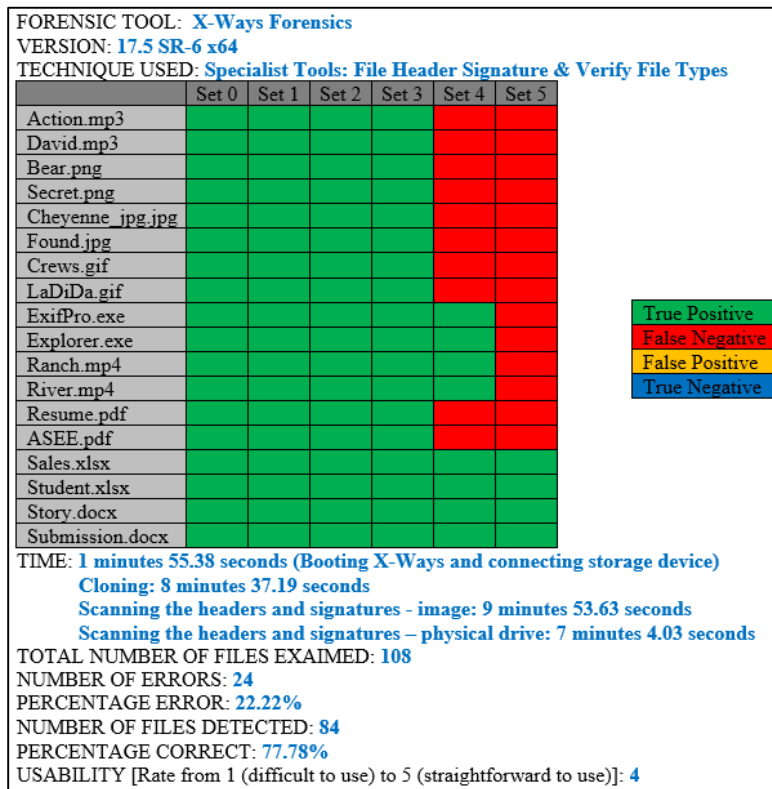 FORENSIC TOOL: X-Ways Forensics
VERSION: 17.5 SR-6 x64
TECHNIQUE USED: Specialist Tools: File Header Signature & Verify File Types
Set 0 Set 1 Set 2 Set 3 Set 4 Set 5
Action.mp3
David.mp3
Bear.png
Secret.png
Cheyenne_jpg.jpg
Found.jpg
Crews.gif
LaDiDa.gif
ExifPro.exe
Explorer.exe
Ranch.mp4
River.mp4
Resume.pdf
ASEE.pdf
Sales.xlsx
Student.xlsx
Story.docx
Submission.docx
True Positive
False Negative
False Positive
True Negative
TIME: 1 minutes 55.38 seconds (Booting X-Ways and connecting storage device)
Cloning: 8 minutes 37.19 seconds
Scanning the headers and signatures - image: 9 minutes 53.63 seconds
Scanning the headers and signatures – physical drive: 7 minutes 4.03 seconds
TOTAL NUMBER OF FILES EXAIMED: 108
NUMBER OF ERRORS: 24
PERCENTAGE ERROR: 22.22%
NUMBER OF FILES DETECTED: 84
PERCENTAGE CORRECT: 77.78%
USABILITY [Rate from 1 (difficult to use) to 5 (straightforward to use)]: 4